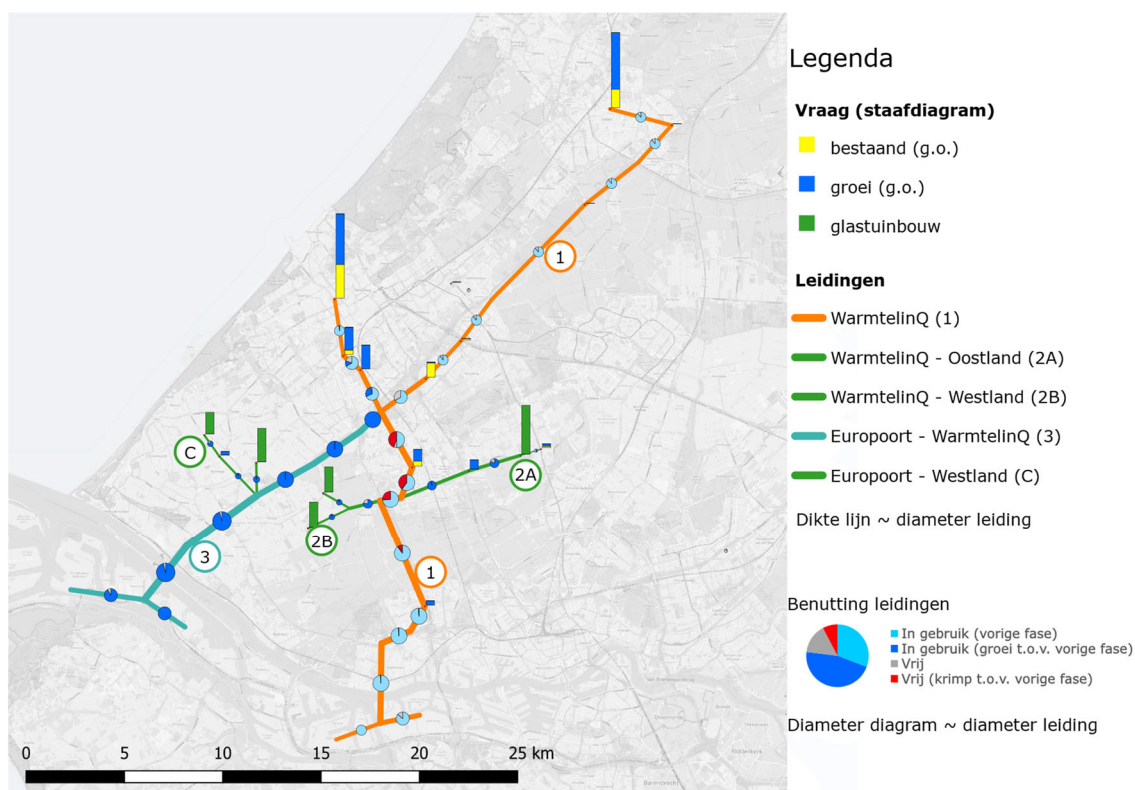 Legenda
Vraag (staafdiagram)
bestaand (g.o.)
groei (g.o.)
glastuinbouw
Leidingen
WarmtelinQ (1)
WarmtelinQ - Oostland (2A)
WarmtelinQ - Westland (2B)
Europoort - WarmtelinQ (3)
Europoort - Westland (C)
Dikte lijn ~ diameter leiding
Benutting leidingen
In gebruik (vorige fase)
In gebruik (groei t.o.v. vorige fase)
Vrij
Vrij (krimp t.o.v. vorige fase)
Diameter diagram ~ diameter leiding
1
C
2A
2B
3
1
0 5 10 15 20 25 km